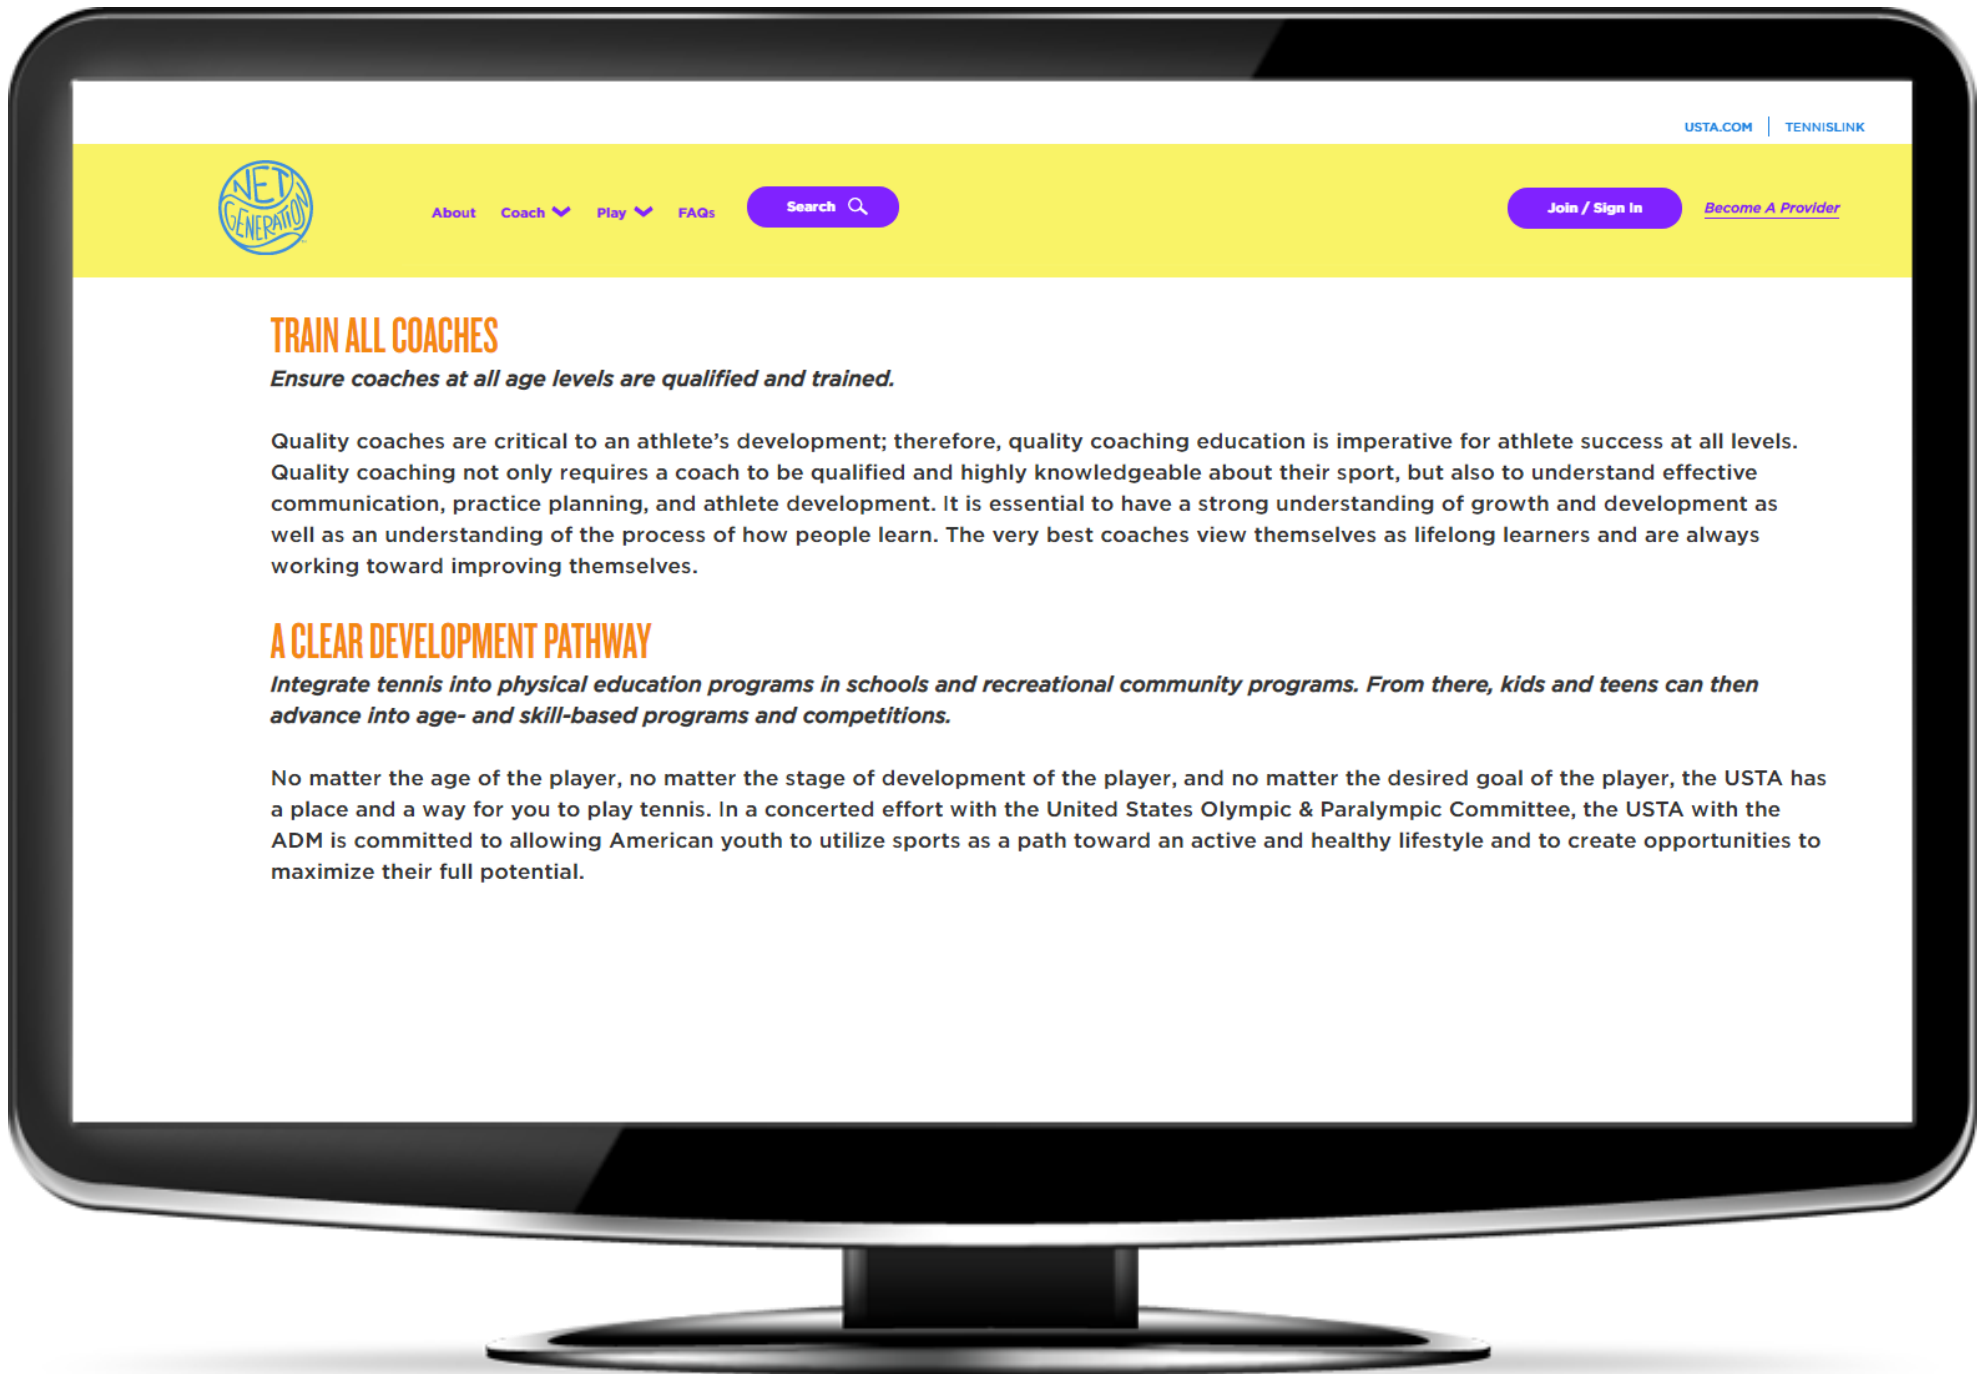 USTA.COM | TENNISLINK
NET
GENERATION
About Coach Play FAQs Search Join / Sign In Become A Provider
TRAIN ALL COACHES
Ensure coaches at all age levels are qualified and trained.
Quality coaches are critical to an athlete’s development; therefore, quality coaching education is imperative for athlete success at all levels.
Quality coaching not only requires a coach to be qualified and highly knowledgeable about their sport, but also to understand effective
communication, practice planning, and athlete development. It is essential to have a strong understanding of growth and development as
well as an understanding of the process of how people learn. The very best coaches view themselves as lifelong learners and are always
working toward improving themselves.
A CLEAR DEVELOPMENT PATHWAY
Integrate tennis into physical education programs in schools and recreational community programs. From there, kids and teens can then
advance into age- and skill-based programs and competitions.
No matter the age of the player, no matter the stage of development of the player, and no matter the desired goal of the player, the USTA has
a place and a way for you to play tennis. In a concerted effort with the United States Olympic & Paralympic Committee, the USTA with the
ADM is committed to allowing American youth to utilize sports as a path toward an active and healthy lifestyle and to create opportunities to
maximize their full potential.